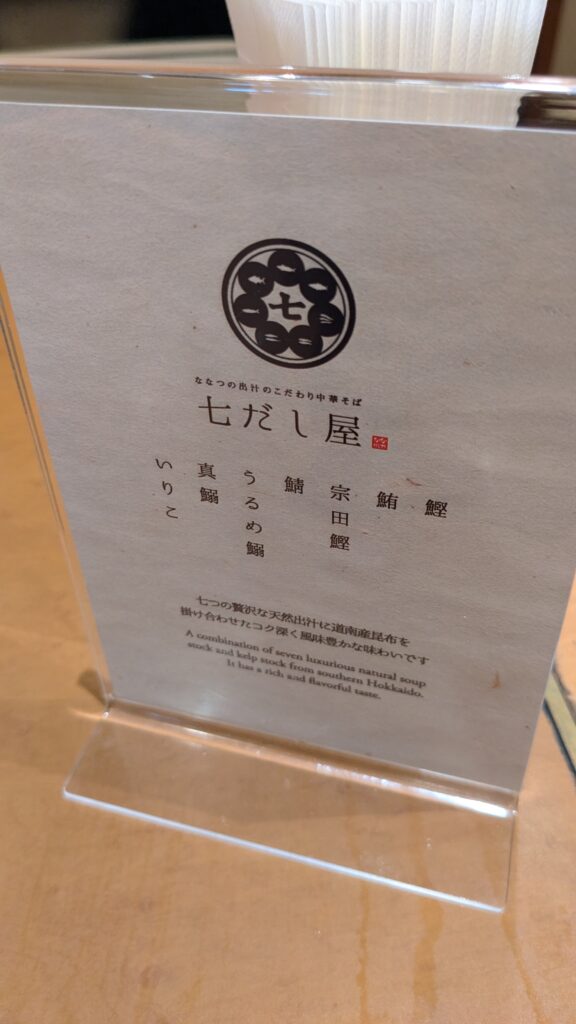 七
ななつの出汁のこだわり中華そば
七だし屋
鰹
鮪
宗田鰹
鯖
うるめ鰯
真鰯
いりこ
七つの贅沢な天然出汁に道南産昆布を
掛け合わせたコク深く風味豊かな味わいです
A combination of seven luxurious natural soup
stock and kelp stock from southern Hokkaido.
It has a rich and flavorful taste.